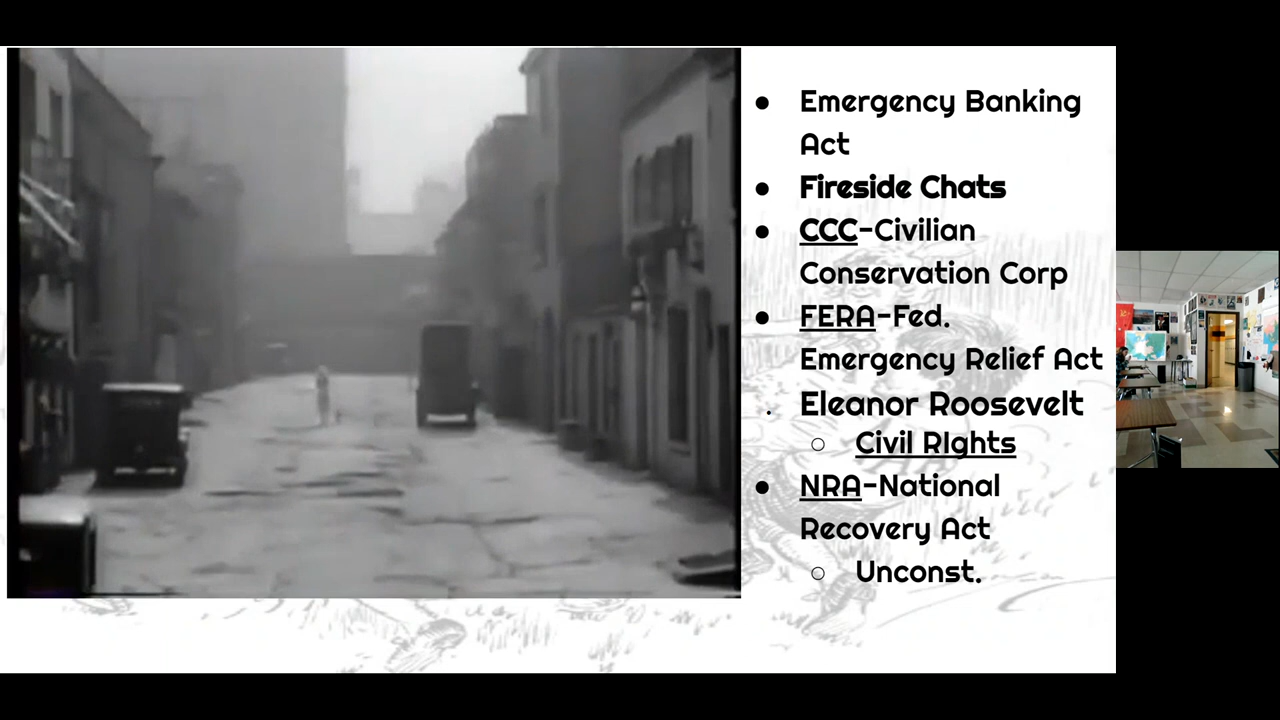 ● Emergency Banking
Act
● Fireside Chats
● CCC-Civilian
Conservation Corp
● FERA-Fed.
Emergency Relief Act
. Eleanor Roosevelt
○ Civil RIghts
● NRA-National
Recovery Act
○ Unconst.